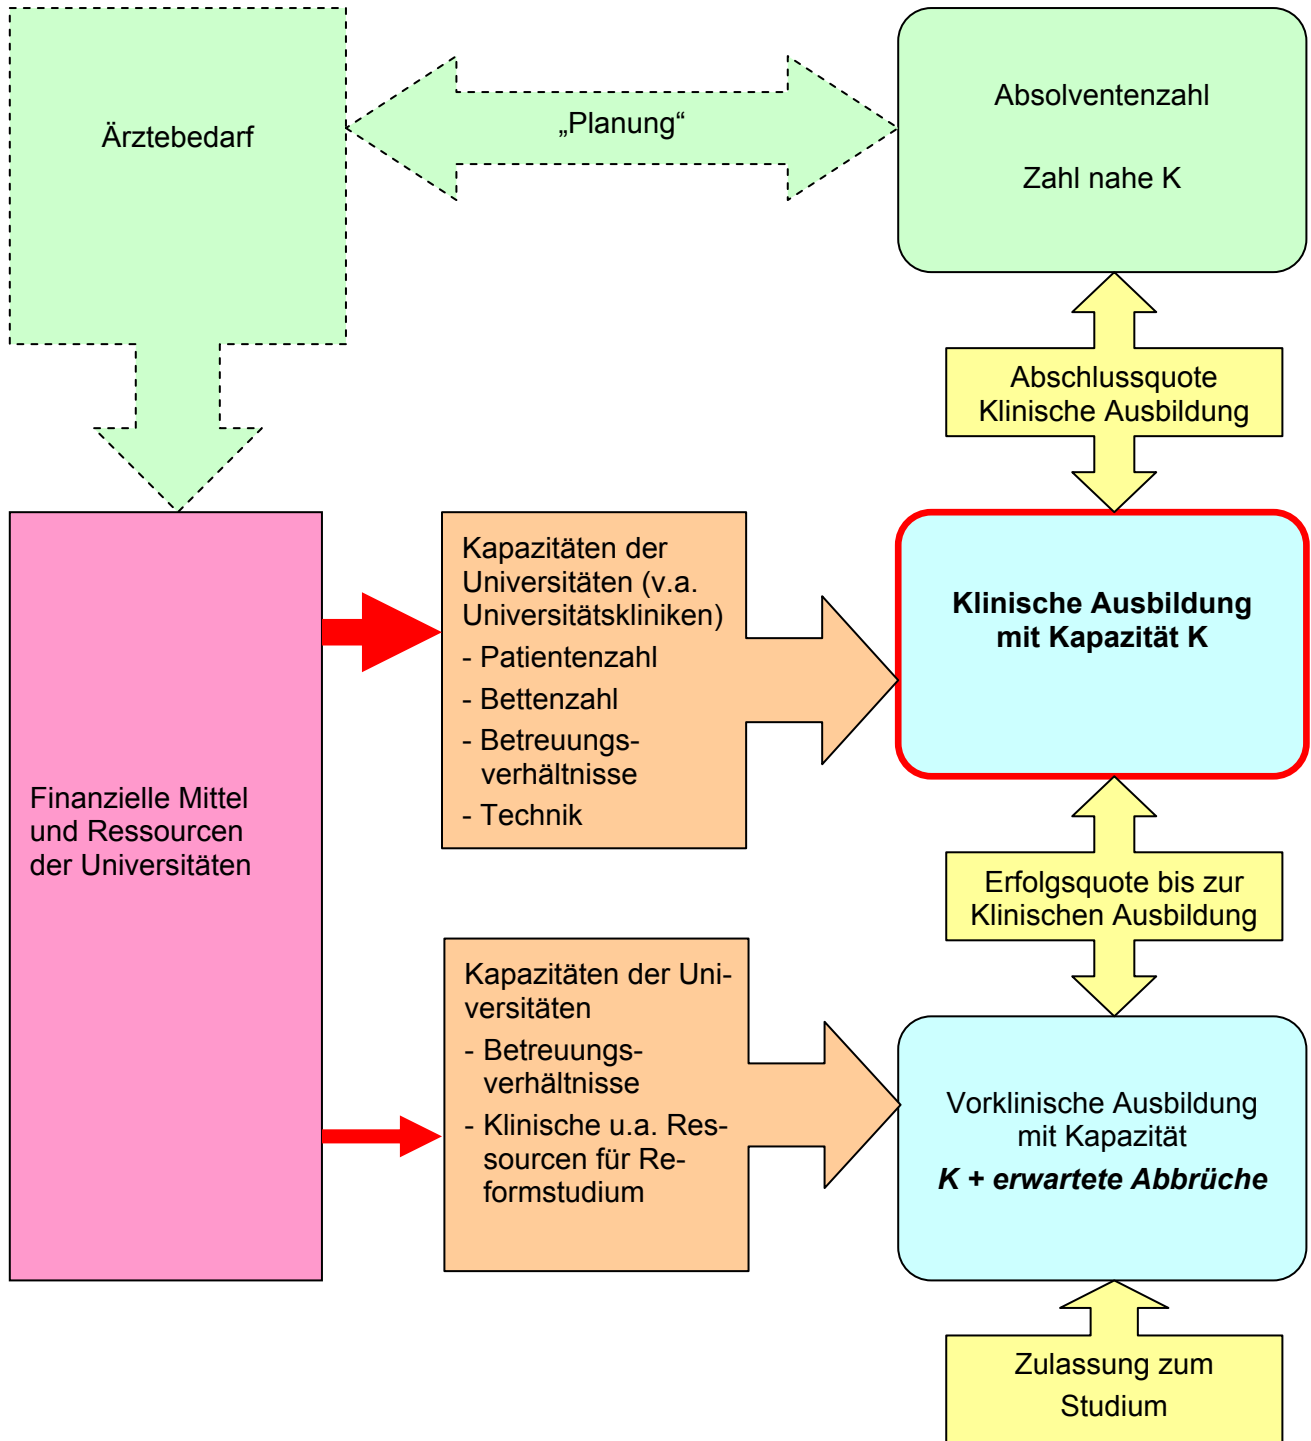 Ärztebedarf
„Planung“
Absolventenzahl
Zahl nahe K
Abschlussquote
Klinische Ausbildung
Finanzielle Mittel
und Ressourcen
der Universitäten
Kapazitäten der
Universitäten (v.a.
Universitätskliniken)
- Patientenzahl
- Bettenzahl
- Betreuungs-
verhältnisse
- Technik
Klinische Ausbildung
mit Kapazität K
Erfolgsquote bis zur
Klinischen Ausbildung
Kapazitäten der Uni-
versitäten
- Betreuungs-
verhältnisse
- Klinische u.a. Res-
sourcen für Re-
formstudium
Vorklinische Ausbildung
mit Kapazität
K + erwartete Abbrüche
Zulassung zum
Studium